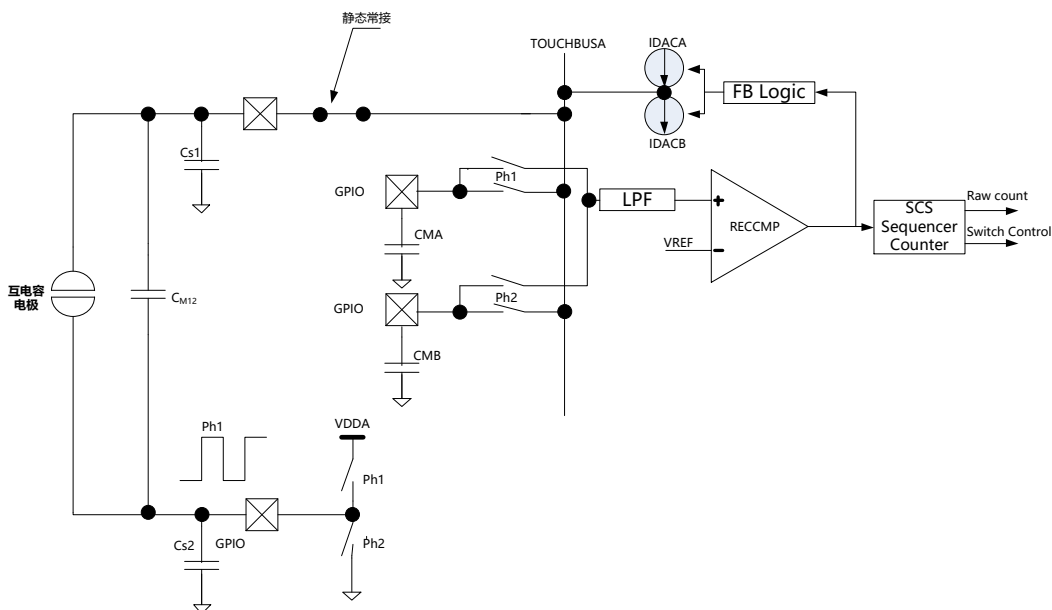 静态常接
TOUCHBUSA
IDACA
FB Logic
IDACB
Cs1
GPIO
Ph1
LPF
RECCMP
VREF
SCS
Sequencer
Counter
Raw count
Switch Control
CMA
互电容
电极
CM12
GPIO
Ph2
CMB
Ph1
VDDA
Ph1
Cs2
GPIO
Ph2